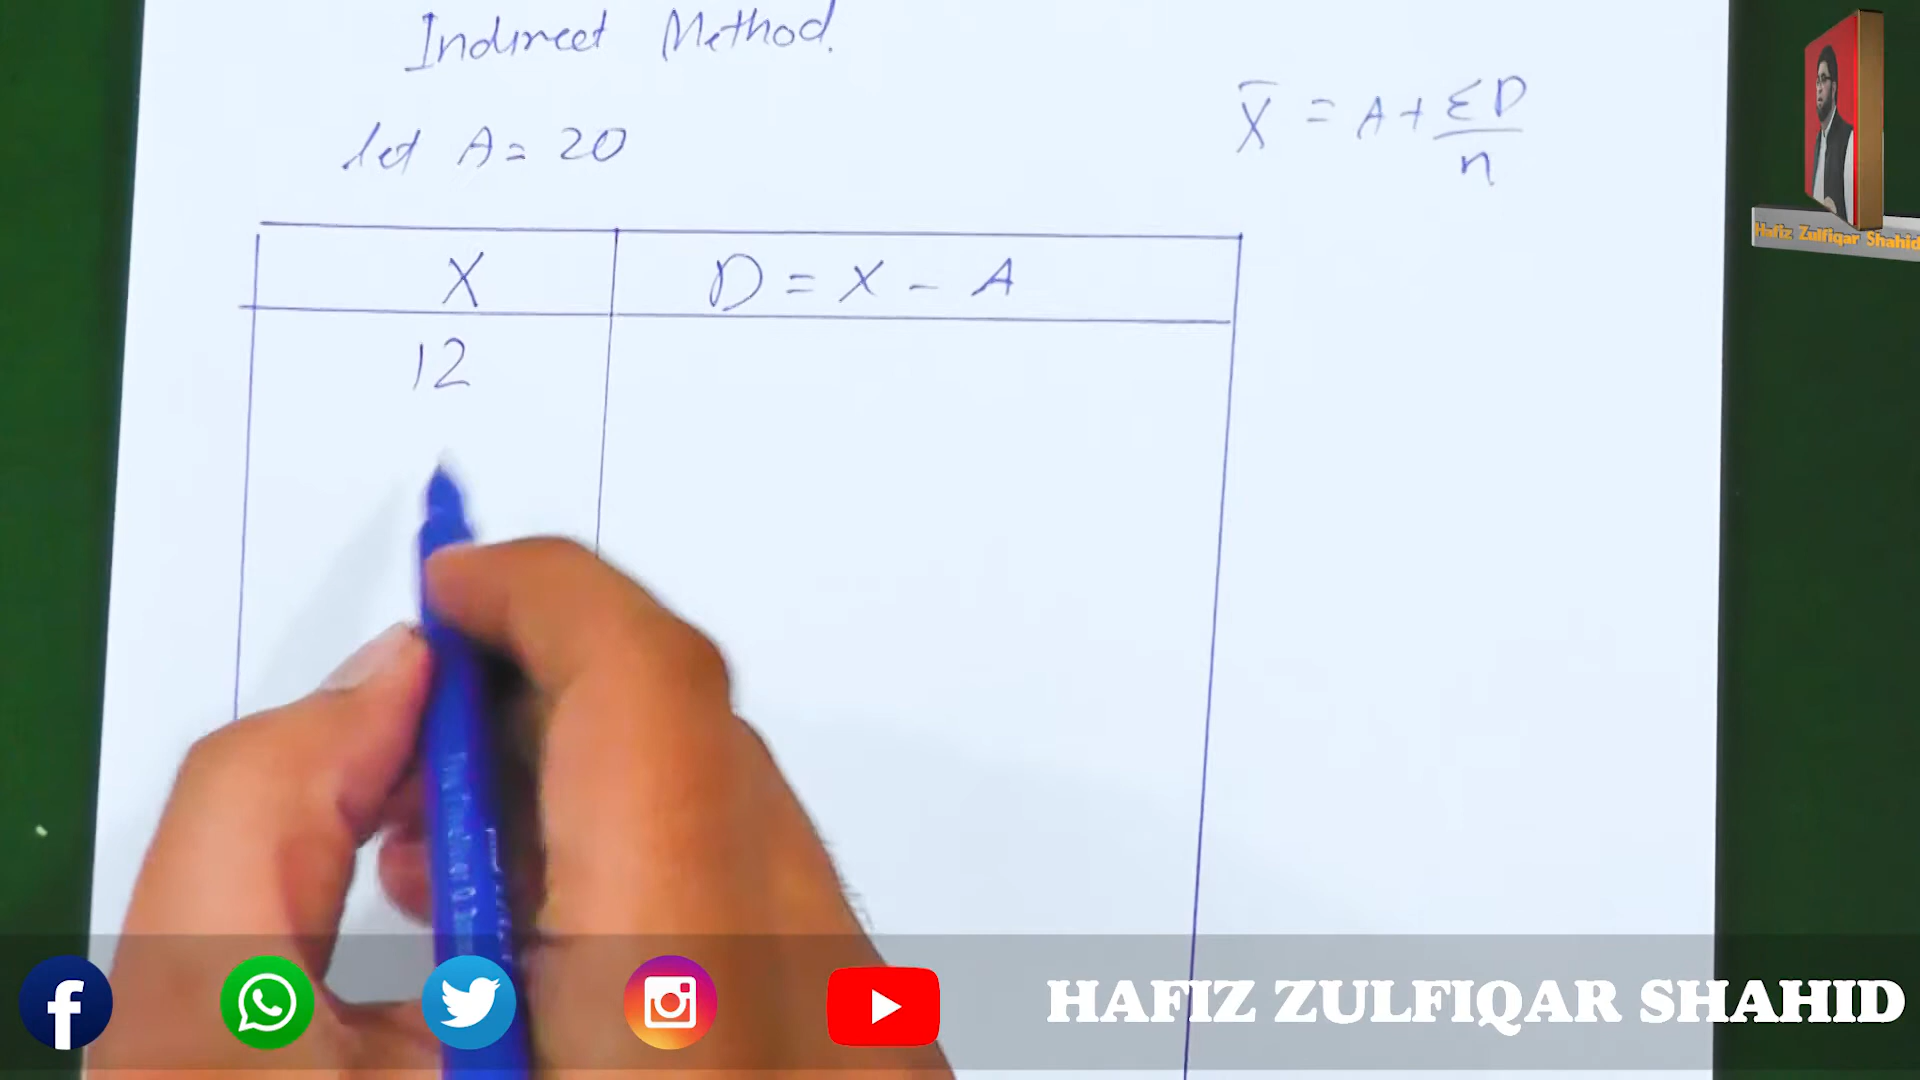 Indirect Method.
X̄ = A + ΣD/n
let A = 20
Hafiz Zulfiqar Shahid
X D = X - A
12
HAFIZ ZULFIQAR SHAHID